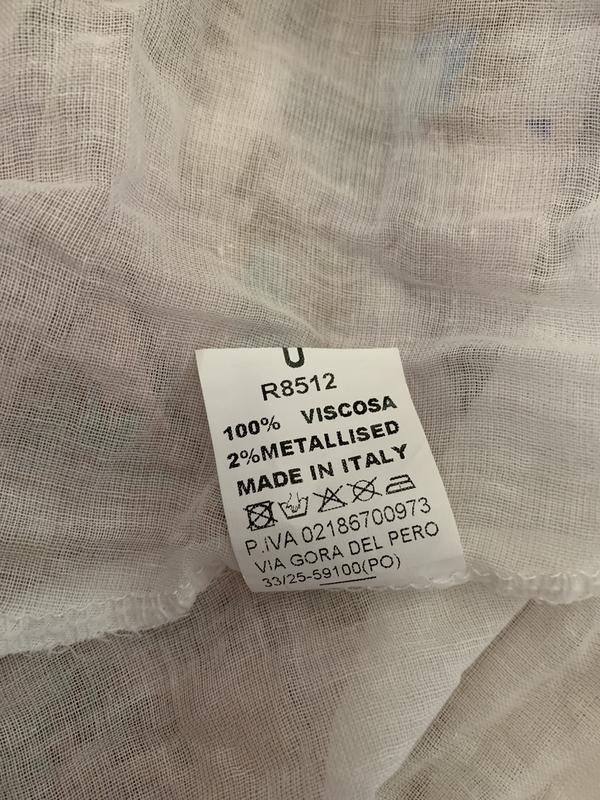 U
R8512
100% VISCOSA
2%METALLISED
MADE IN ITALY
P.IVA 02186700973
VIA GORA DEL PERO
33/25-59100(PO)